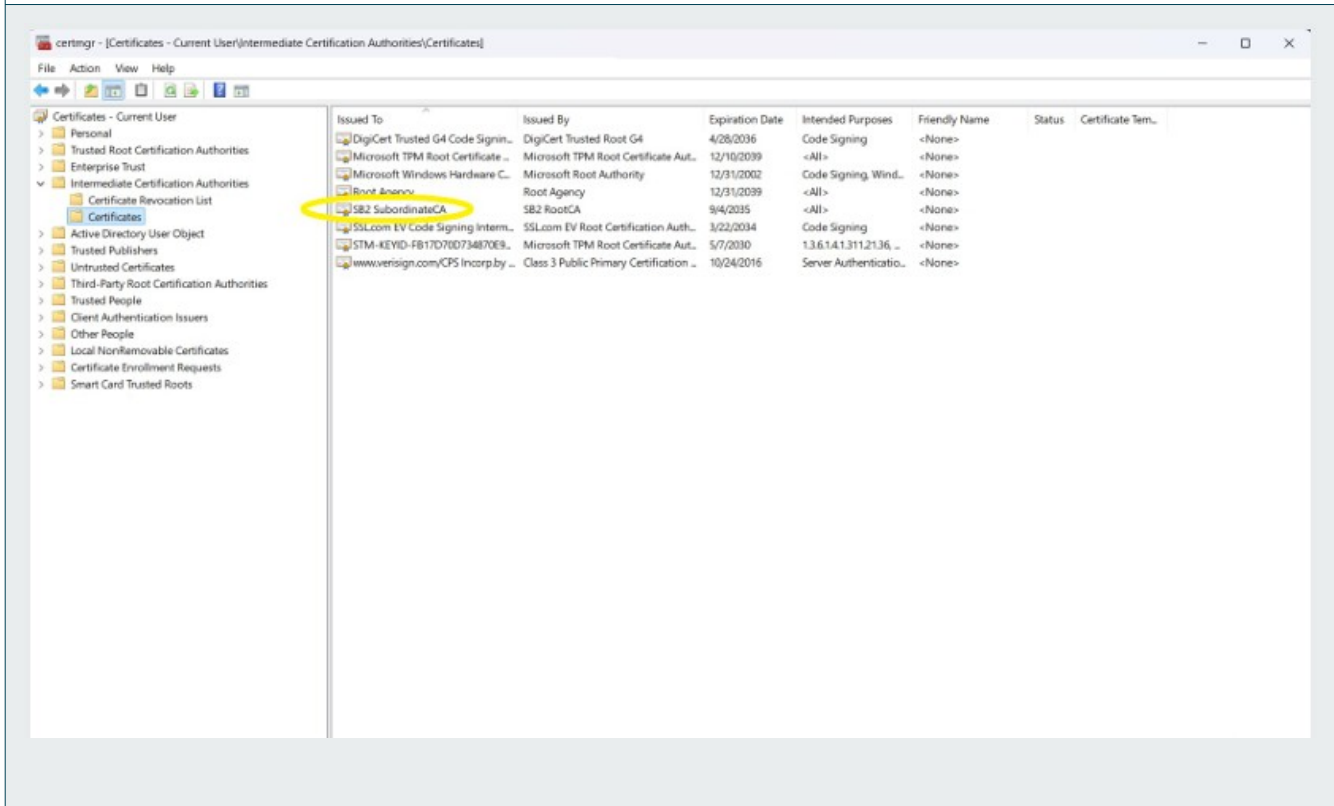 certmgr - [Certificates - Current User\Intermediate Certification Authorities\Certificates]
File Action View Help
Certificates - Current User
Personal
Trusted Root Certification Authorities
Enterprise Trust
Intermediate Certification Authorities
Certificate Revocation List
Certificates
Active Directory User Object
Trusted Publishers
Untrusted Certificates
Third-Party Root Certification Authorities
Trusted People
Client Authentication Issuers
Other People
Local NonRemovable Certificates
Certificate Enrollment Requests
Smart Card Trusted Roots
Issued To Issued By Expiration Date Intended Purposes Friendly Name Status Certificate Tem...
DigiCert Trusted G4 Code Signin... DigiCert Trusted Root G4 4/28/2036 Code Signing <None>
Microsoft TPM Root Certificate ... Microsoft TPM Root Certificate Aut... 12/10/2039 <All> <None>
Microsoft Windows Hardware C... Microsoft Root Authority 12/31/2002 Code Signing, Wind... <None>
Root Agency Root Agency 12/31/2039 <All> <None>
SB2 SubordinateCA SB2 RootCA 9/4/2035 <All> <None>
SSL.com EV Code Signing Interm... SSL.com EV Root Certification Auth... 3/22/2034 Code Signing <None>
STM-KEYID-FB17D70D734870E9... Microsoft TPM Root Certificate Aut... 5/7/2030 1.3.6.1.4.1.311.21.36, ... <None>
www.verisign.com/CPS Incorp.by ... Class 3 Public Primary Certification ... 10/24/2016 Server Authenticatio... <None>